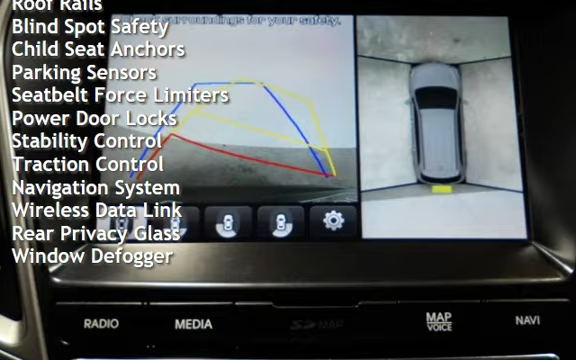 Roof Rails
surroundings for your safety.
Blind Spot Safety
Child Seat Anchors
Parking Sensors
Seatbelt Force Limiters
Power Door Locks
Stability Control
Traction Control
Navigation System
Wireless Data Link
Rear Privacy Glass
Window Defogger
RADIO
MEDIA
SD MAP
MAP
VOICE
NAVI